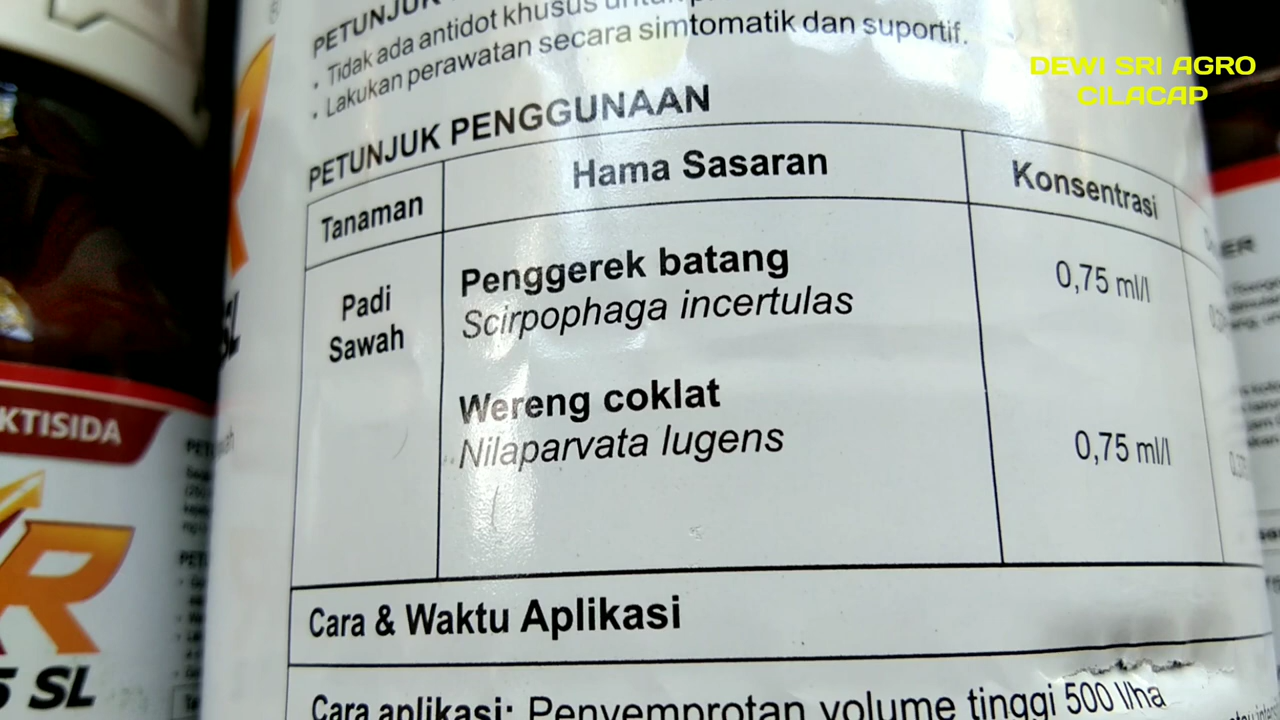 PETUNJUK
• Tidak ada antidot khusus
• Lakukan perawatan secara simtomatik dan suportif.
DEWI SRI AGRO
CILACAP
PETUNJUK PENGGUNAAN
Tanaman Hama Sasaran Konsentrasi
Padi Sawah
Penggerek batang 0,75 ml/l
Scirpophaga incertulas
Wereng coklat
Nilaparvata lugens 0,75 ml/l
Cara & Waktu Aplikasi
Cara aplikasi: Penyemprotan volume tinggi 500 l/ha
KTISIDA
R
SL
SL